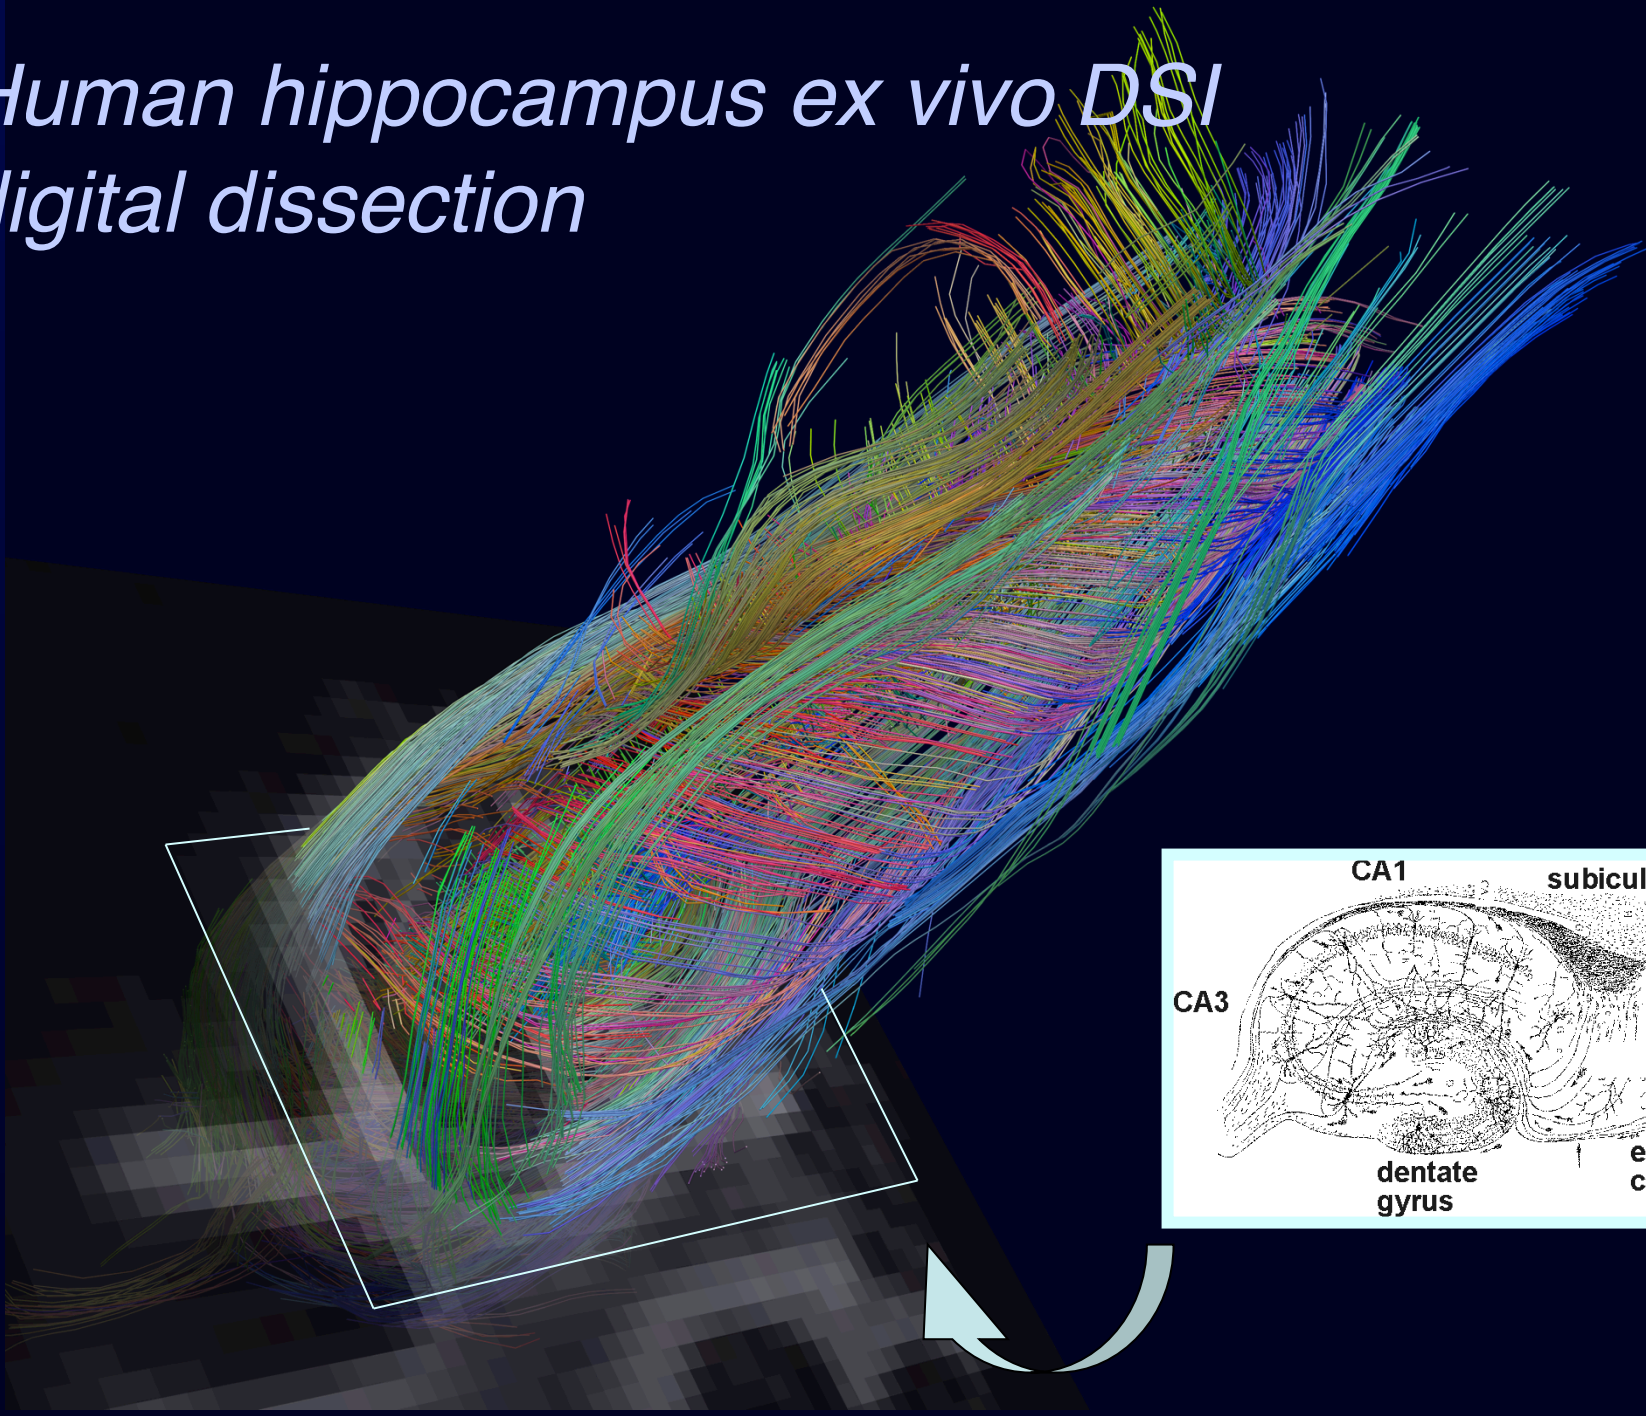 Human hippocampus ex vivo DSI
digital dissection
CA1
subicul
CA3
dentate
gyrus
e
c